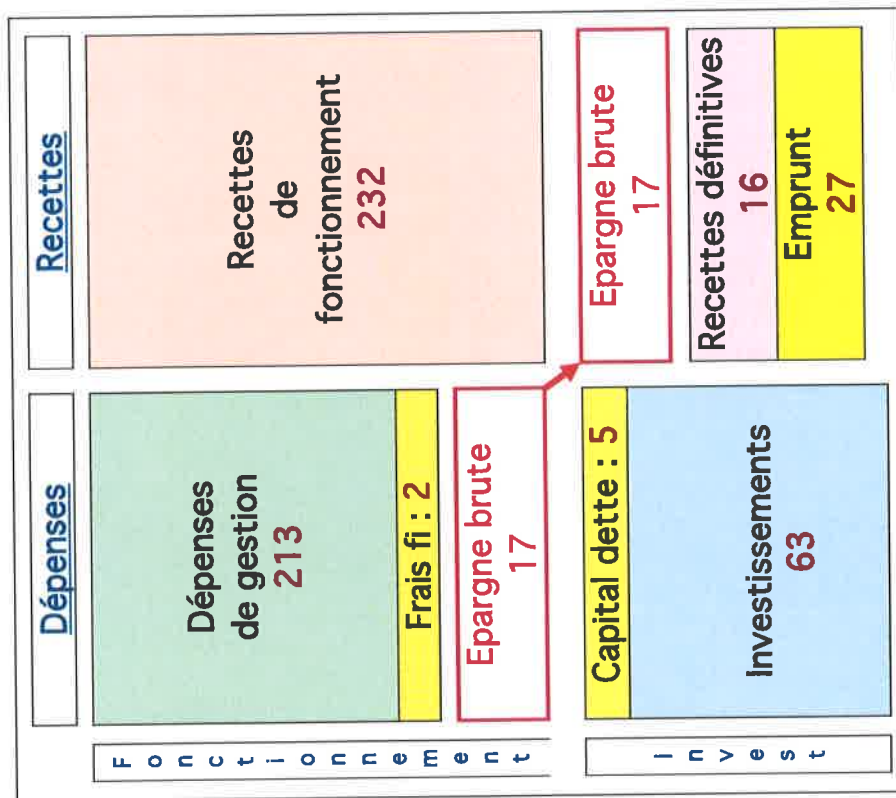 Dépenses
Recettes
Fonctionnement
Dépenses
de gestion
213
Frais fi : 2
Epargne brute
17
Recettes
de
fonctionnement
232
Invest
Capital dette : 5
Investissements
63
Epargne brute
17
Recettes définitives
16
Emprunt
27